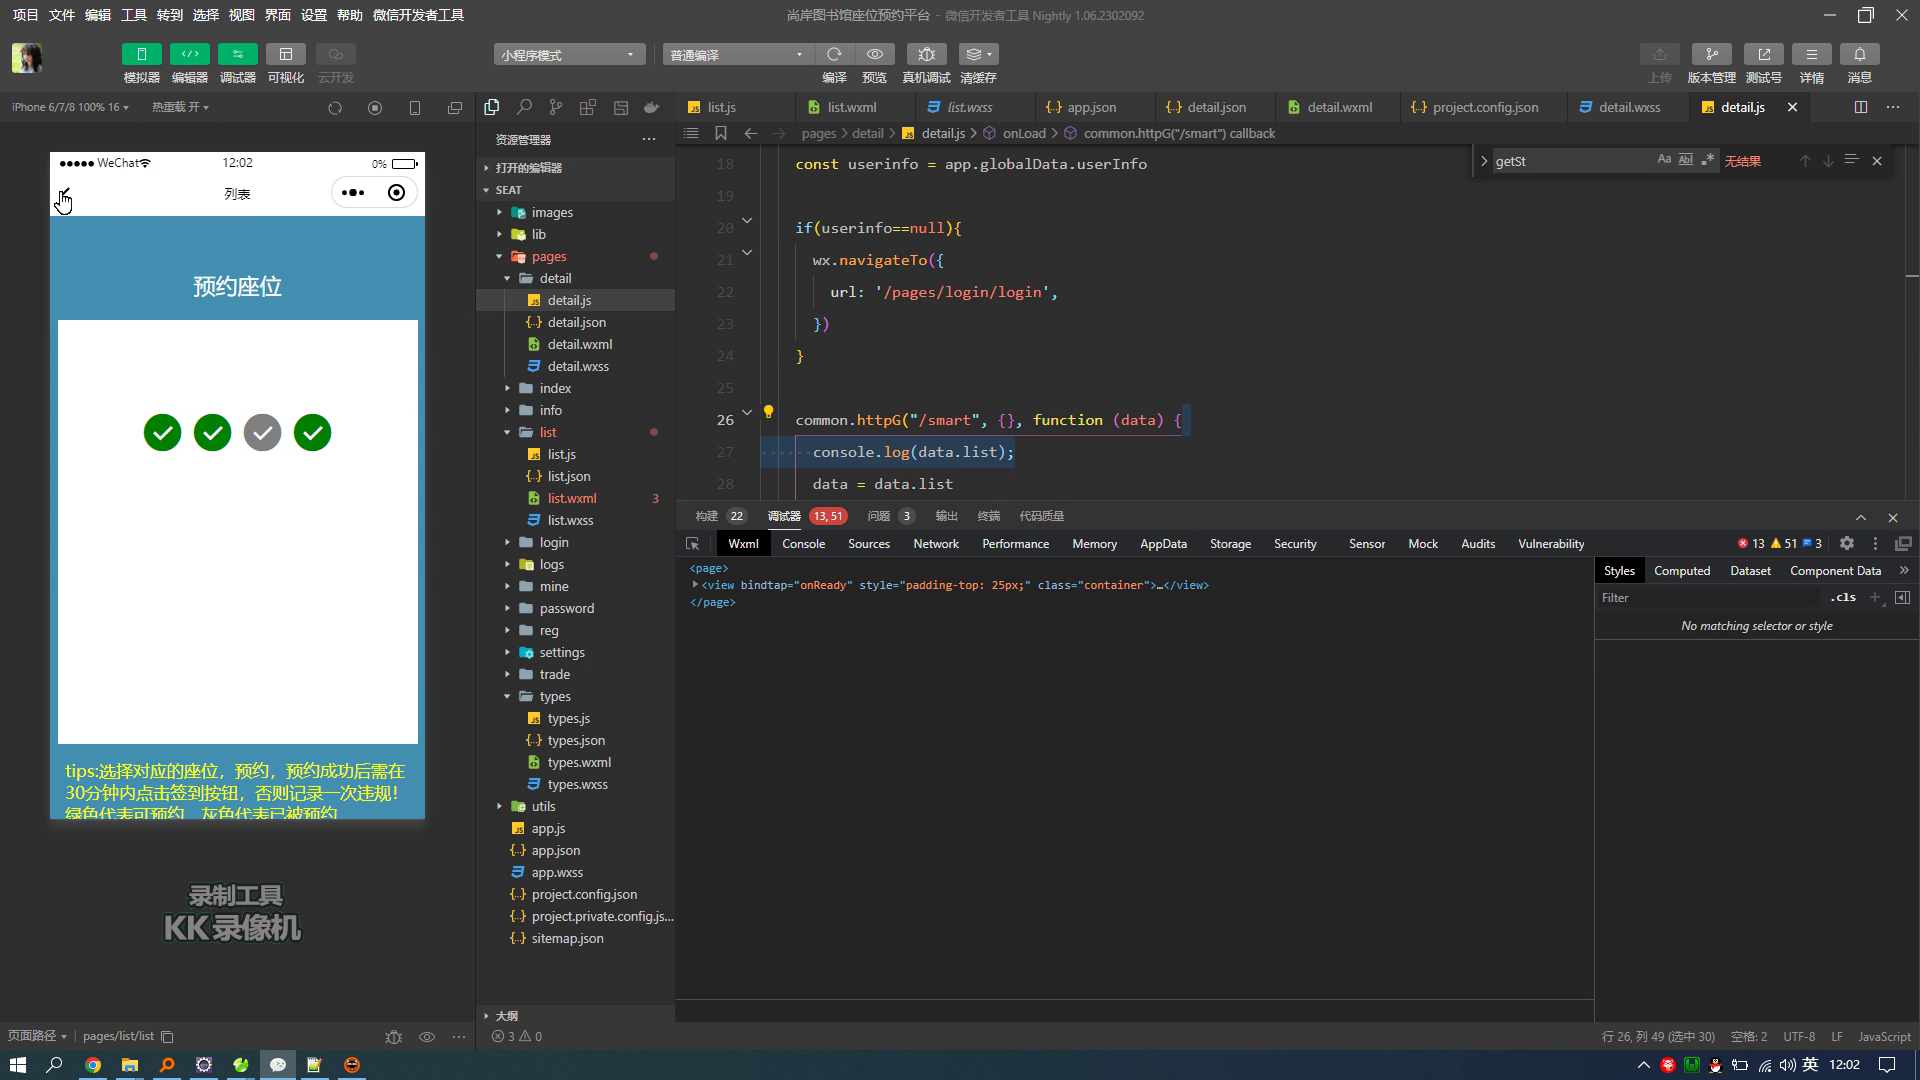 项目 文件 编辑 工具 转到 选择 视图 界面 设置 帮助 微信开发者工具
尚岸图书馆座位预约平台 - 微信开发者工具 Nightly 1.06.2302092
模拟器 编辑器 调试器 可视化 云开发
小程序模式 普通编译
编译 预览 真机调试 清缓存
上传 版本管理 测试号 详情 消息
iPhone 6/7/8 100% 16 热重载 开
list.js list.wxml list.wxss app.json detail.json detail.wxml project.config.json detail.wxss detail.js
pages > detail > detail.js > onLoad > common.httpG("/smart") callback
getSt
Aa Abl .*
无结果
WeChat 12:02 0%
列表
预约座位
tips:选择对应的座位，预约，预约成功后需在
30分钟内点击签到按钮，否则记录一次违规！
绿色代表可预约，灰色代表已被预约
录制工具
KK 录像机
页面路径 pages/list/list
资源管理器
打开的编辑器
SEAT
images
lib
pages
detail
detail.js
detail.json
detail.wxml
detail.wxss
index
info
list
list.js
list.json
list.wxml 3
list.wxss
login
logs
mine
password
reg
settings
trade
types
types.js
types.json
types.wxml
types.wxss
utils
app.js
app.json
app.wxss
project.config.json
project.private.config.js...
sitemap.json
大纲
3 0
18 const userinfo = app.globalData.userInfo
19
20 if(userinfo==null){
21 wx.navigateTo({
22 url: '/pages/login/login',
23 })
24 }
25
26 common.httpG("/smart", {}, function (data) {
27 console.log(data.list);
28 data = data.list
构建 22 调试器 13, 51 问题 3 输出 终端 代码质量
Wxml Console Sources Network Performance Memory AppData Storage Security Sensor Mock Audits Vulnerability
13 51 3
<page>
<view bindtap="onReady" style="padding-top: 25px;" class="container">…</view>
</page>
Styles Computed Dataset Component Data »
Filter .cls +
No matching selector or style
行 26, 列 49 (选中 30) 空格: 2 UTF-8 LF JavaScript
英 12:02